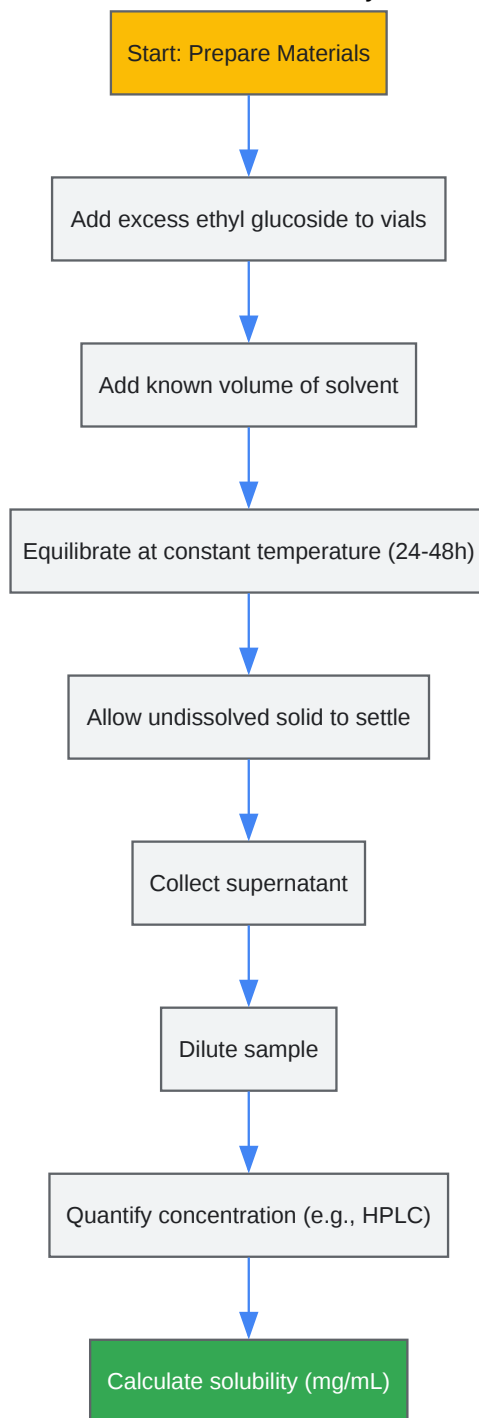 Start: Prepare Materials
Add excess ethyl glucoside to vials
Add known volume of solvent
Equilibrate at constant temperature (24-48h)
Allow undissolved solid to settle
Collect supernatant
Dilute sample
Quantify concentration (e.g., HPLC)
Calculate solubility (mg/mL)